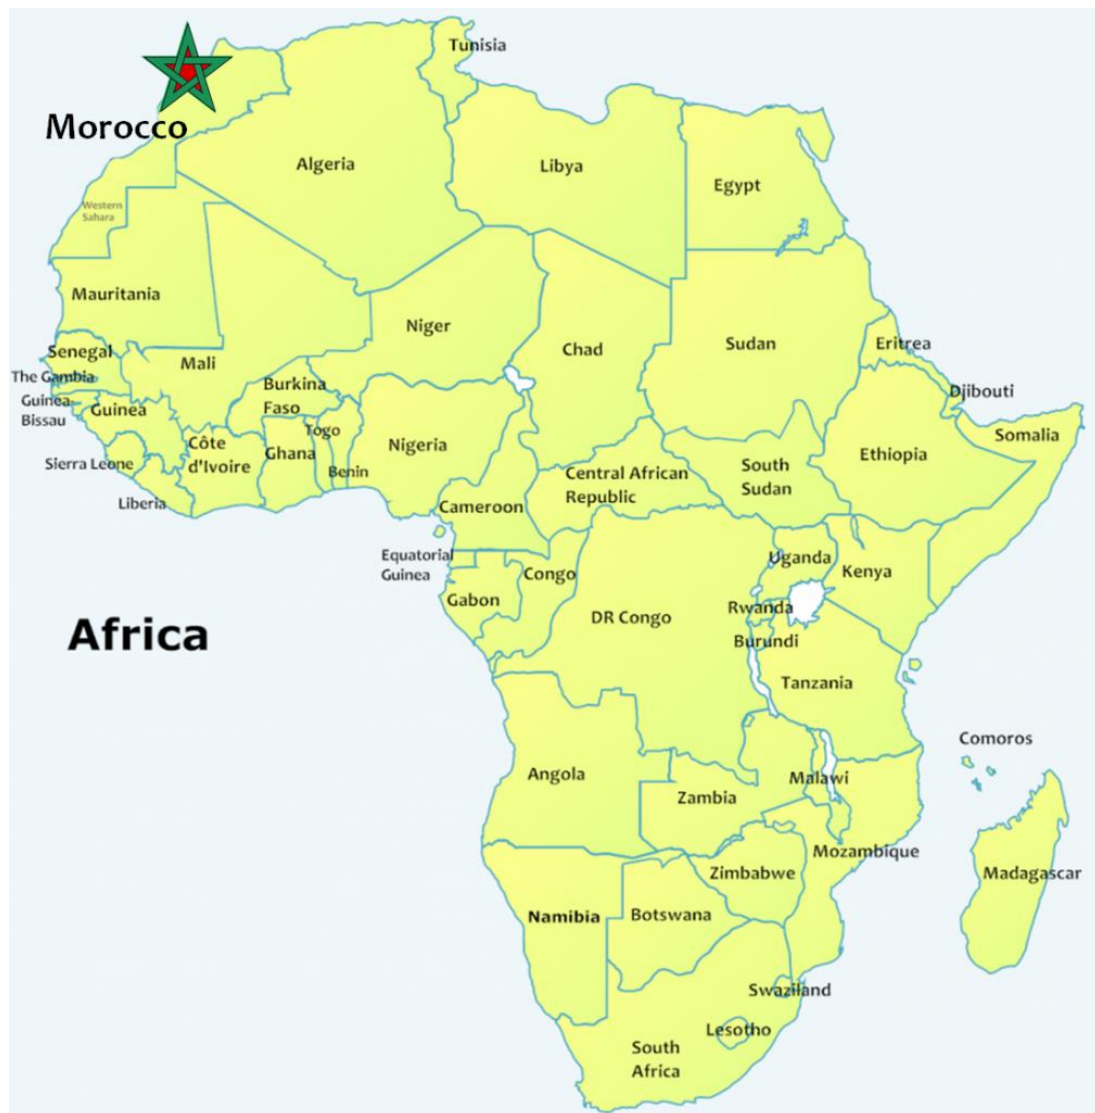 Tunisia
Morocco
Algeria
Libya
Egypt
Western
Sahara
Mauritania
Niger
Chad
Sudan
Eritrea
Senegal
Mali
The Gambia
Burkina
Faso
Djibouti
Guinea-
Bissau
Guinea
Togo
Côte
d'Ivoire
Ghana
Nigeria
Somalia
Ethiopia
Sierra Leone
Benin
Central African
Republic
South
Sudan
Liberia
Cameroon
Equatorial
Guinea
Congo
Uganda
Kenya
Gabon
Rwanda
DR Congo
Africa
Burundi
Tanzania
Comoros
Angola
Malawi
Zambia
Mozambique
Zimbabwe
Madagascar
Namibia
Botswana
Swaziland
Lesotho
South
Africa